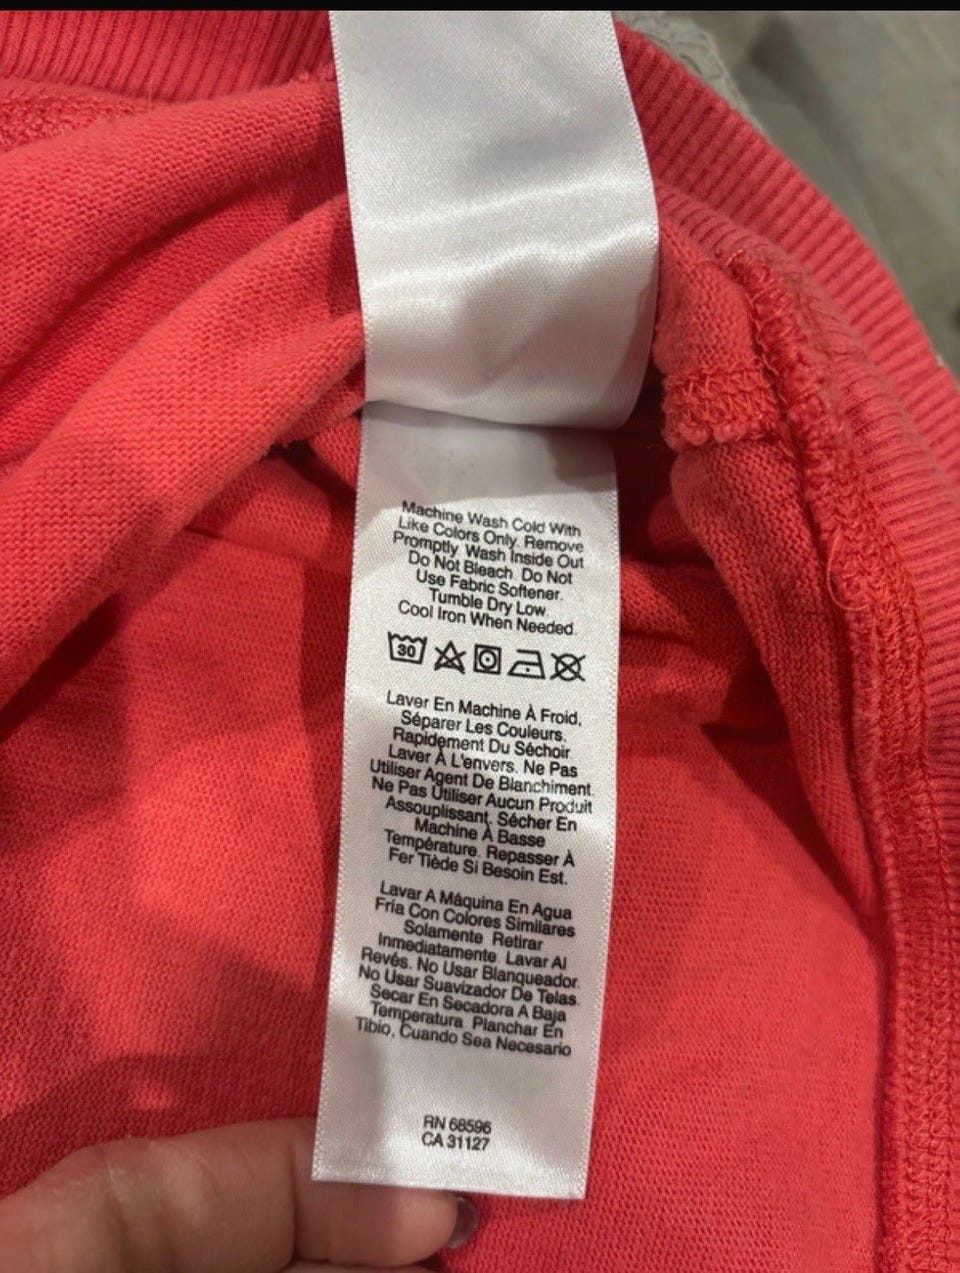 Machine Wash Cold With
Like Colors Only. Remove
Promptly. Wash Inside Out
Do Not Bleach. Do Not
Use Fabric Softener.
Tumble Dry Low.
Cool Iron When Needed.
30
Laver En Machine À Froid,
Séparer Les Couleurs.
Rapidement Du Séchoir.
Laver À L'envers. Ne Pas
Utiliser Agent De Blanchiment.
Ne Pas Utiliser Aucun Produit
Assouplissant. Sécher En
Machine À Basse
Température. Repasser À
Fer Tiède Si Besoin Est.
Lavar A Máquina En Agua
Fría Con Colores Similares
Solamente. Retirar
Inmediatamente. Lavar Al
Revés. No Usar Blanqueador.
No Usar Suavizador De Telas.
Secar En Secadora A Baja
Temperatura. Planchar En
Tibio, Cuando Sea Necesario
RN 68596
CA 31127